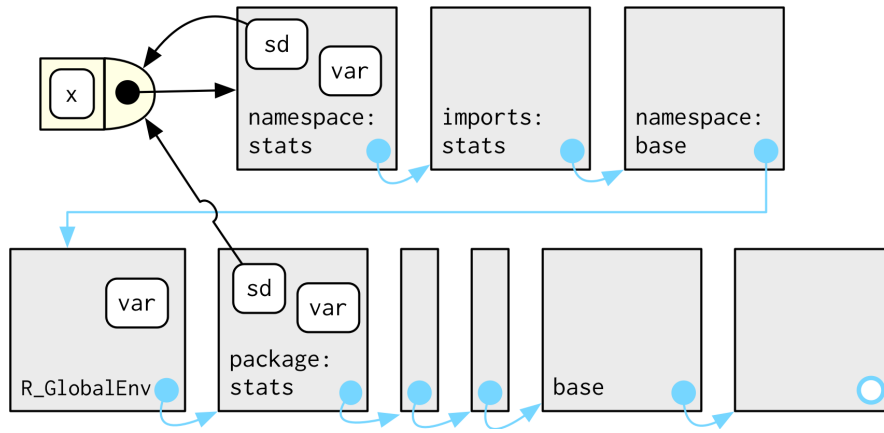 sd
var
x
namespace:
stats
imports:
stats
namespace:
base
var
sd
var
R_GlobalEnv
package:
stats
base